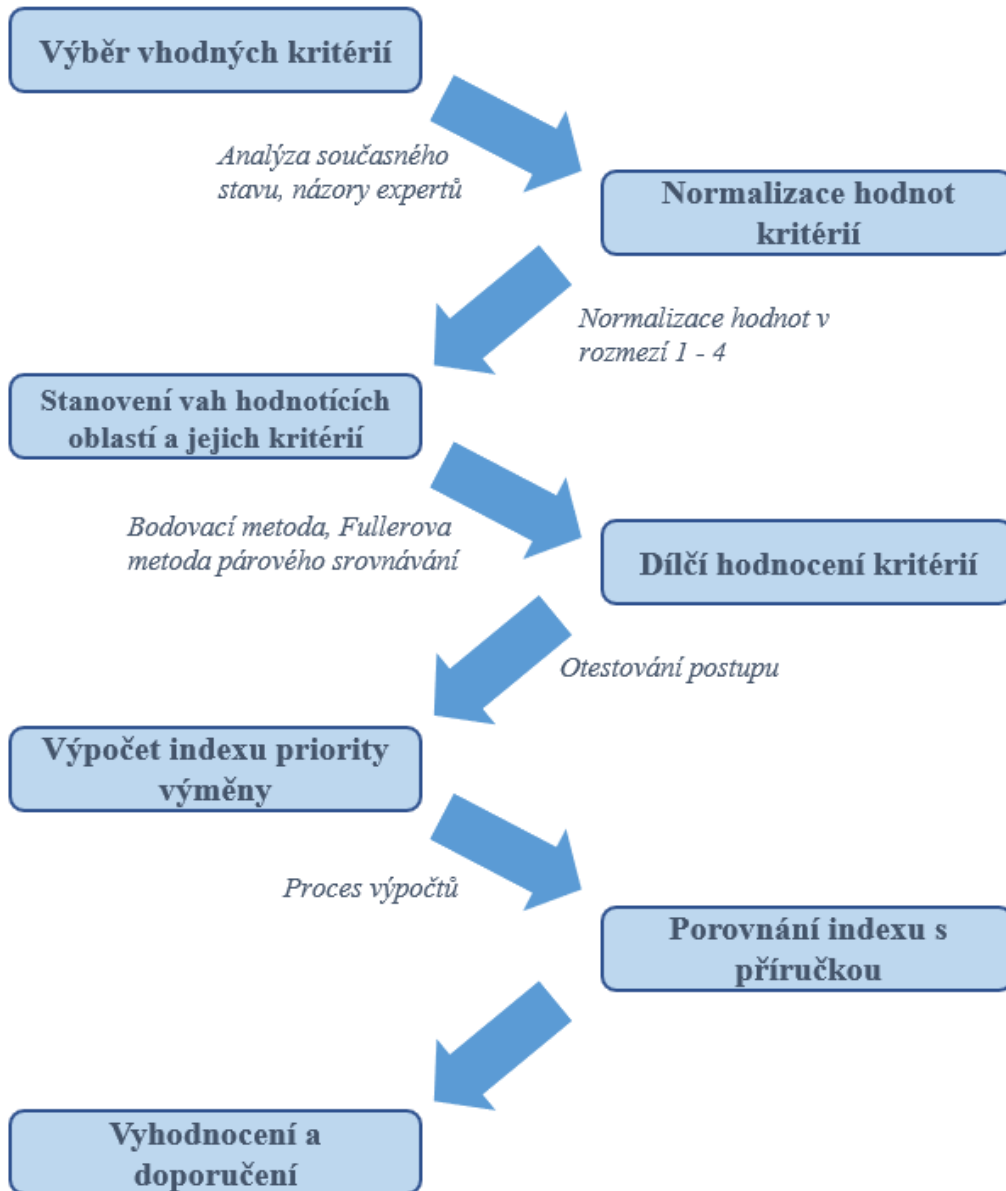 Výběr vhodných kritérií
Analýza současného
stavu, názory expertů
Normalizace hodnot
kritérií
Normalizace hodnot v
rozmezí 1 - 4
Stanovení vah hodnotících
oblastí a jejich kritérií
Bodovací metoda, Fullerova
metoda párového srovnávání
Dílčí hodnocení kritérií
Otestování postupu
Výpočet indexu priority
výměny
Proces výpočtů
Porovnání indexu s
příručkou
Vyhodnocení a
doporučení